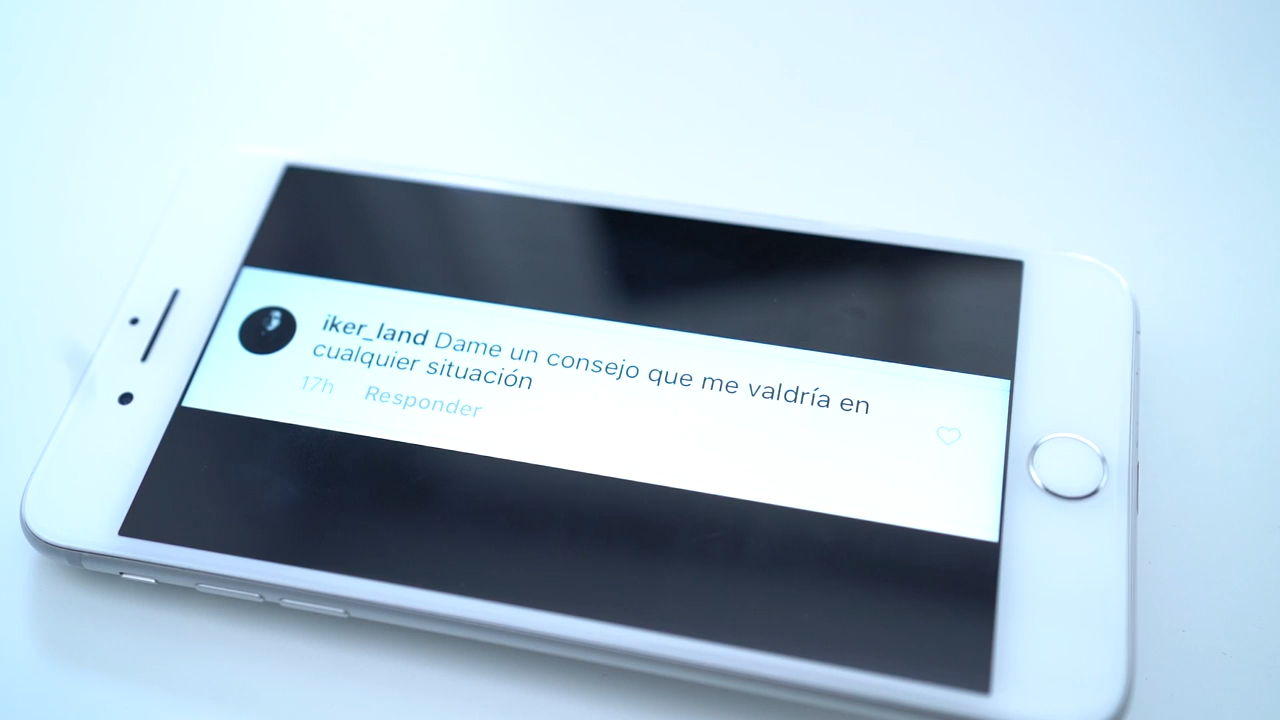 iker_land Dame un consejo que me valdría en
cualquier situación
17h Responder